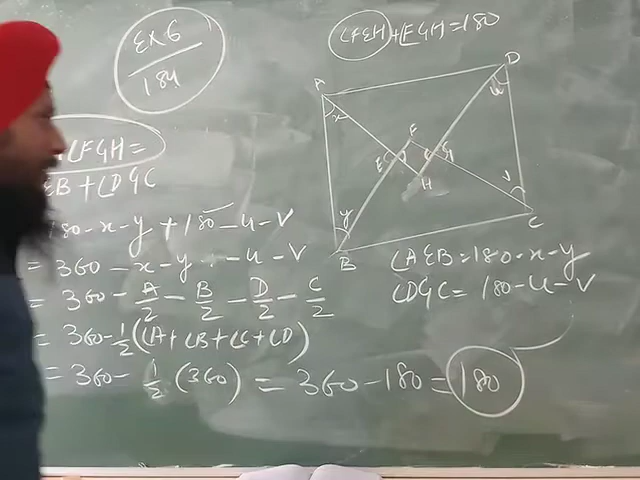 EX 6
184
∠FEH + ∠EGH = 180
A
D
x
u
F
E
G
H
y
v
B
C
∠FGH =
EB + ∠DGC
180-x-y + 180-u-v
= 360-x-y-u-v
= 360 - A/2 - B/2 - D/2 - C/2
= 360-1/2(∠A+∠B+∠C+∠D)
= 360- 1/2 (360) = 360-180 = 180
∠AEB = 180-x-y
∠DGC = 180-u-v